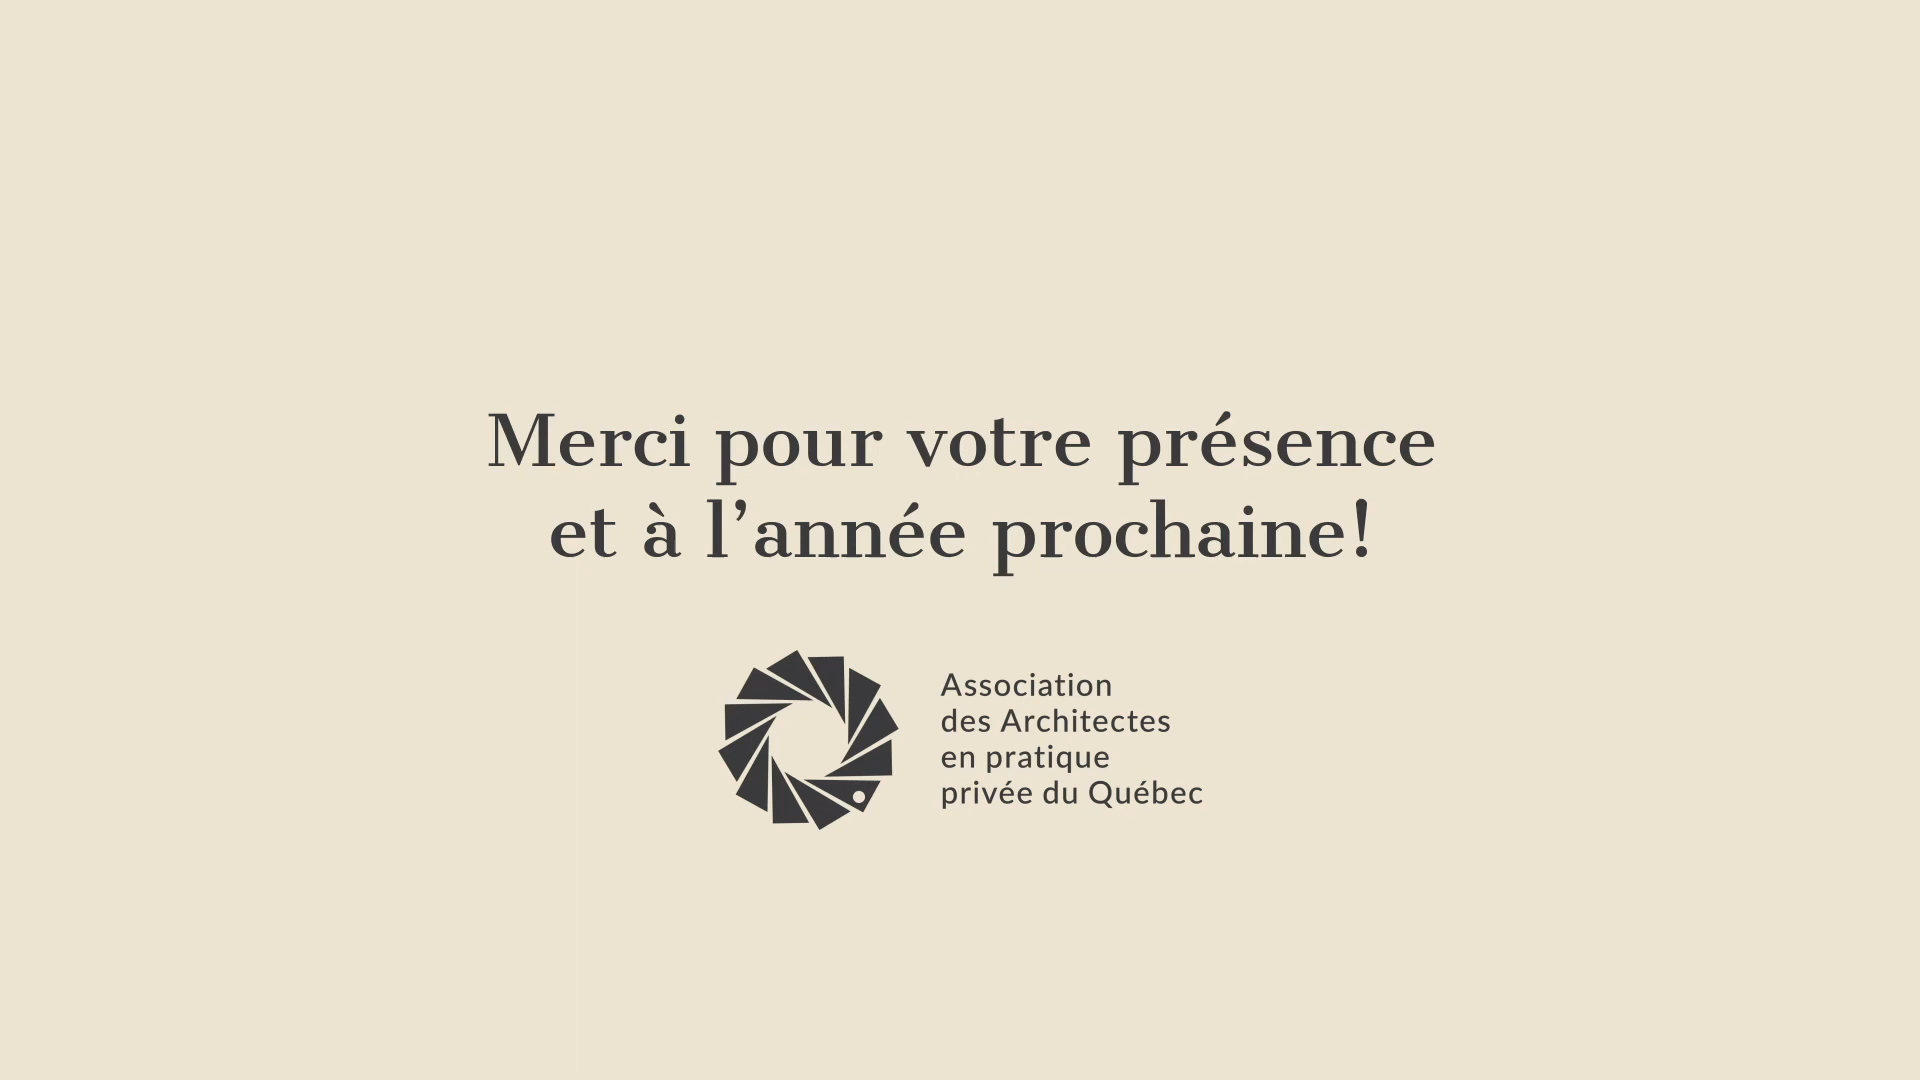 Merci pour votre présence
et à l’année prochaine!
Association
des Architectes
en pratique
privée du Québec